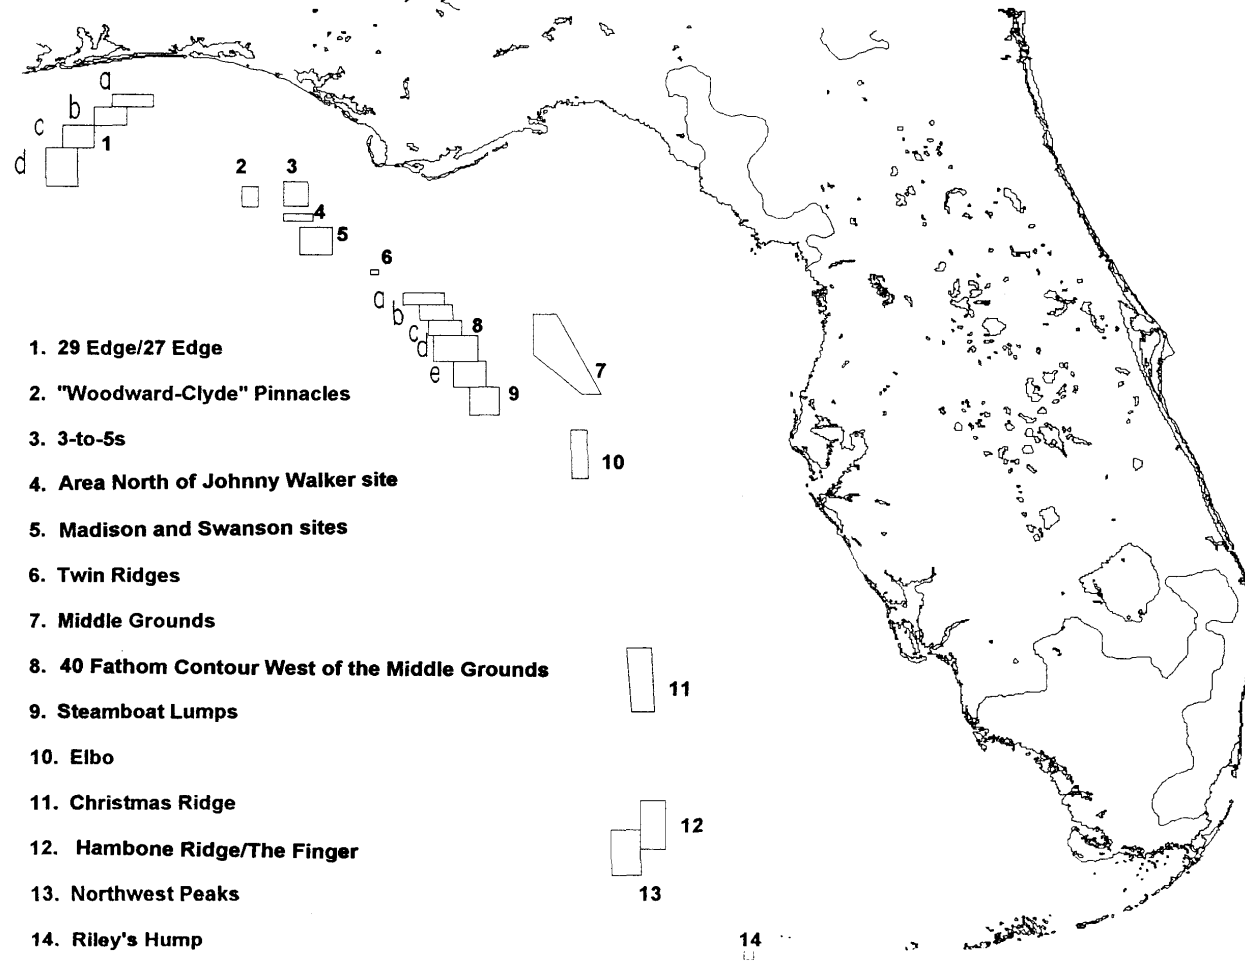 a
b
c
1
d
2
3
4
5
6
a
b
8
c
d
1. 29 Edge/27 Edge
7
e
2. "Woodward-Clyde" Pinnacles
9
3. 3-to-5s
10
4. Area North of Johnny Walker site
5. Madison and Swanson sites
6. Twin Ridges
7. Middle Grounds
8. 40 Fathom Contour West of the Middle Grounds
11
9. Steamboat Lumps
10. Elbo
11. Christmas Ridge
12
12. Hambone Ridge/The Finger
13. Northwest Peaks
13
14. Riley's Hump
14